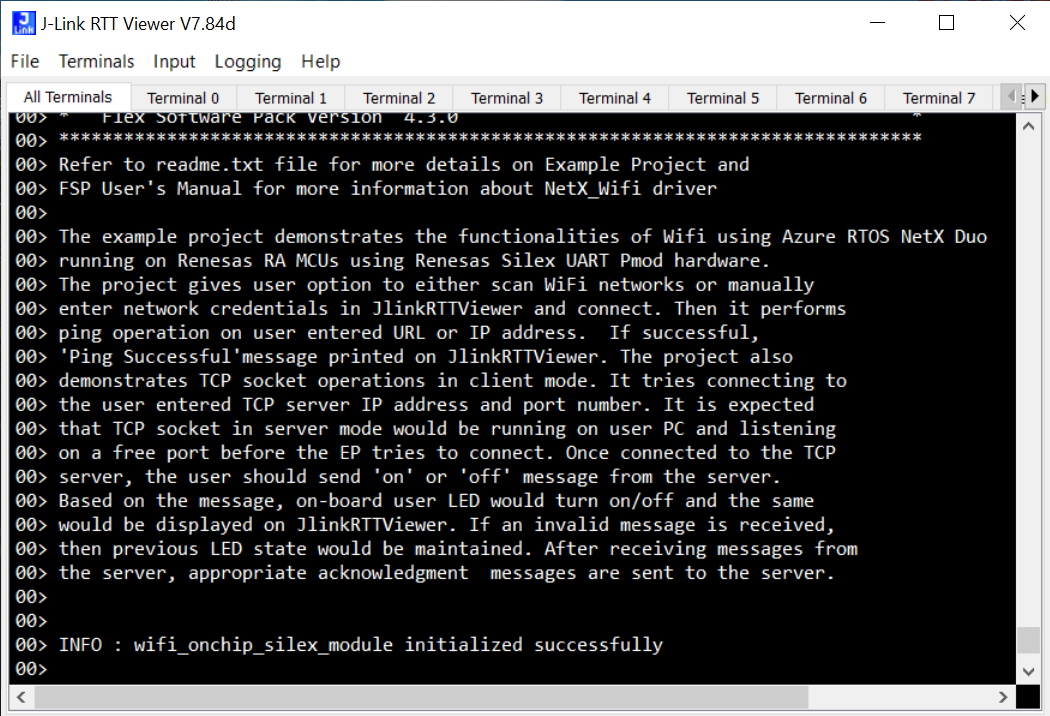 J-Link RTT Viewer V7.84d
File Terminals Input Logging Help
All Terminals Terminal 0 Terminal 1 Terminal 2 Terminal 3 Terminal 4 Terminal 5 Terminal 6 Terminal 7
00> *   Flex Software Pack Version  4.3.0                                          *
00> ********************************************************************************
00> Refer to readme.txt file for more details on Example Project and
00> FSP User's Manual for more information about NetX_Wifi driver
00>
00> The example project demonstrates the functionalities of Wifi using Azure RTOS NetX Duo
00> running on Renesas RA MCUs using Renesas Silex UART Pmod hardware.
00> The project gives user option to either scan WiFi networks or manually
00> enter network credentials in JlinkRTTViewer and connect. Then it performs
00> ping operation on user entered URL or IP address.  If successful,
00> 'Ping Successful'message printed on JlinkRTTViewer. The project also
00> demonstrates TCP socket operations in client mode. It tries connecting to
00> the user entered TCP server IP address and port number. It is expected
00> that TCP socket in server mode would be running on user PC and listening
00> on a free port before the EP tries to connect. Once connected to the TCP
00> server, the user should send 'on' or 'off' message from the server.
00> Based on the message, on-board user LED would turn on/off and the same
00> would be displayed on JlinkRTTViewer. If an invalid message is received,
00> then previous LED state would be maintained. After receiving messages from
00> the server, appropriate acknowledgment  messages are sent to the server.
00>
00>
00> INFO : wifi_onchip_silex_module initialized successfully
00>